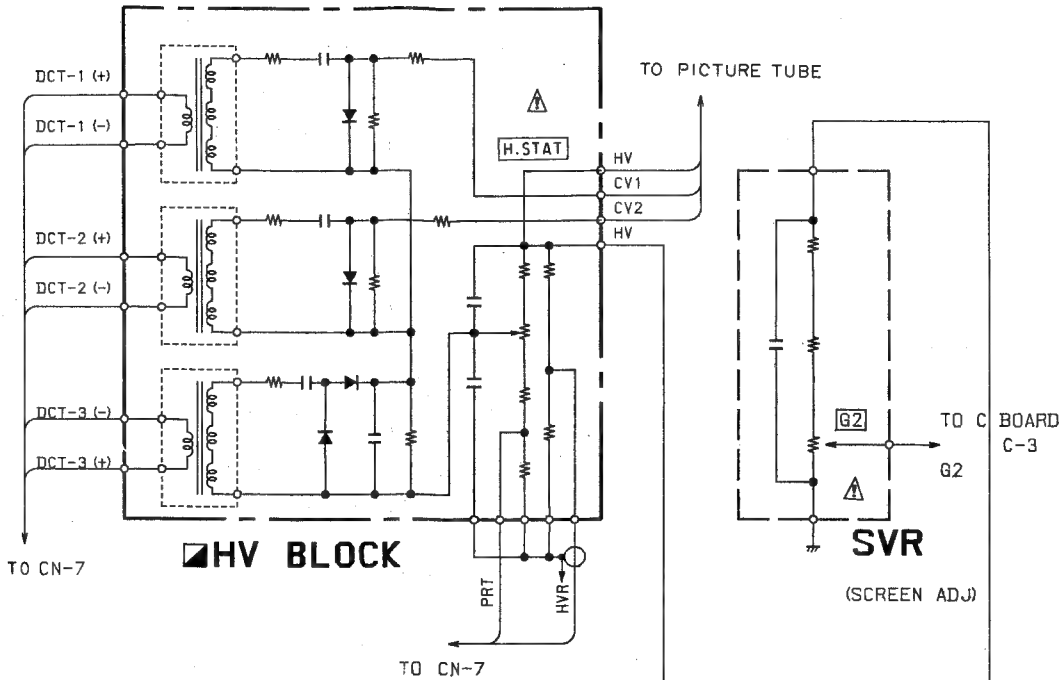 DCT-1 (+)
DCT-1 (-)
DCT-2 (+)
DCT-2 (-)
DCT-3 (-)
DCT-3 (+)
TO CN-7
H.STAT
HV
CV1
CV2
HV
TO PICTURE TUBE
HV BLOCK
PRT
HVR
TO CN-7
G2
TO C BOARD
C-3
G2
SVR
(SCREEN ADJ)